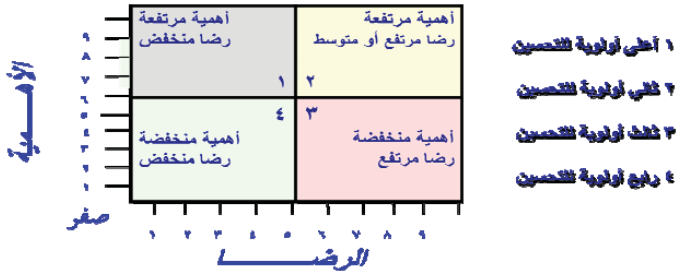 أهمية مرتفعة
رضا منخفض
١
أهمية مرتفعة
رضا مرتفع أو متوسط
٢
٤
أهمية منخفضة
رضا منخفض
٣
أهمية منخفضة
رضا مرتفع
١ أعلى أولوية للتحسين
٢ ثاني أولوية للتحسين
٣ ثالث أولوية للتحسين
٤ رابع أولوية للتحسين
الأهمية
٩
٨
٧
٦
٥
٤
٣
٢
١
صفر
١ ٢ ٣ ٤ ٥ ٦ ٧ ٨ ٩
الرضا